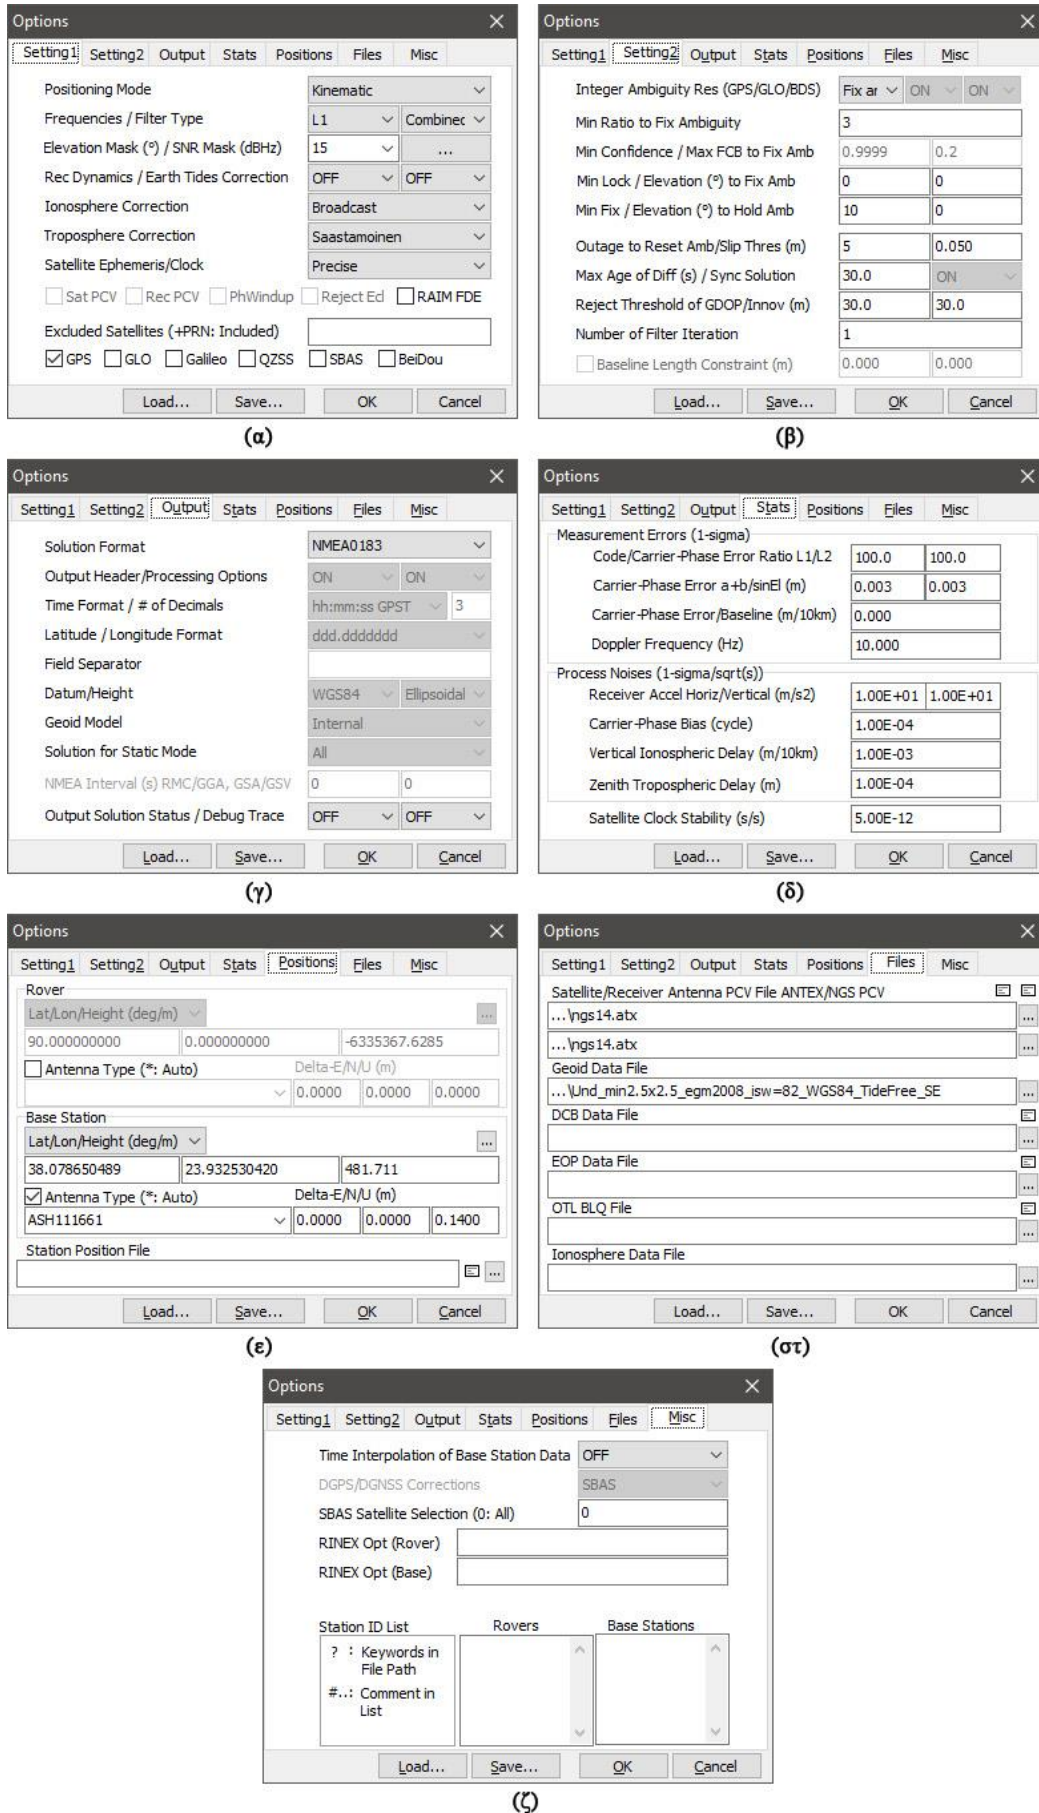 Options
Setting1 Setting2 Output Stats Positions Files Misc
Positioning Mode Kinematic
Frequencies / Filter Type L1 Combinec
Elevation Mask (°) / SNR Mask (dBHz) 15 ...
Rec Dynamics / Earth Tides Correction OFF OFF
Ionosphere Correction Broadcast
Troposphere Correction Saastamoinen
Satellite Ephemeris/Clock Precise
Sat PCV Rec PCV PhWindup Reject Ecl RAIM FDE
Excluded Satellites (+PRN: Included)
GPS GLO Galileo QZSS SBAS BeiDou
Load... Save... OK Cancel
(α)
Options
Setting1 Setting2 Output Stats Positions Files Misc
Integer Ambiguity Res (GPS/GLO/BDS) Fix ar ON ON
Min Ratio to Fix Ambiguity 3
Min Confidence / Max FCB to Fix Amb 0.9999 0.2
Min Lock / Elevation (°) to Fix Amb 0 0
Min Fix / Elevation (°) to Hold Amb 10 0
Outage to Reset Amb/Slip Thres (m) 5 0.050
Max Age of Diff (s) / Sync Solution 30.0 ON
Reject Threshold of GDOP/Innov (m) 30.0 30.0
Number of Filter Iteration 1
Baseline Length Constraint (m) 0.000 0.000
Load... Save... OK Cancel
(β)
Options
Setting1 Setting2 Output Stats Positions Files Misc
Solution Format NMEA0183
Output Header/Processing Options ON ON
Time Format / # of Decimals hh:mm:ss GPST 3
Latitude / Longitude Format ddd.ddddddd
Field Separator
Datum/Height WGS84 Ellipsoidal
Geoid Model Internal
Solution for Static Mode All
NMEA Interval (s) RMC/GGA, GSA/GSV 0 0
Output Solution Status / Debug Trace OFF OFF
Load... Save... OK Cancel
(γ)
Options
Setting1 Setting2 Output Stats Positions Files Misc
Measurement Errors (1-sigma)
Code/Carrier-Phase Error Ratio L1/L2 100.0 100.0
Carrier-Phase Error a+b/sinEl (m) 0.003 0.003
Carrier-Phase Error/Baseline (m/10km) 0.000
Doppler Frequency (Hz) 10.000
Process Noises (1-sigma/sqrt(s))
Receiver Accel Horiz/Vertical (m/s2) 1.00E+01 1.00E+01
Carrier-Phase Bias (cycle) 1.00E-04
Vertical Ionospheric Delay (m/10km) 1.00E-03
Zenith Tropospheric Delay (m) 1.00E-04
Satellite Clock Stability (s/s) 5.00E-12
Load... Save... OK Cancel
(δ)
Options
Setting1 Setting2 Output Stats Positions Files Misc
Rover
Lat/Lon/Height (deg/m) ...
90.000000000 0.000000000 -6335367.6285
Antenna Type (*: Auto) Delta-E/N/U (m)
0.0000 0.0000 0.0000
Base Station
Lat/Lon/Height (deg/m) ...
38.078650489 23.932530420 481.711
Antenna Type (*: Auto) Delta-E/N/U (m)
ASH111661 0.0000 0.0000 0.1400
Station Position File
...
Load... Save... OK Cancel
(ε)
Options
Setting1 Setting2 Output Stats Positions Files Misc
Satellite/Receiver Antenna PCV File ANTEX/NGS PCV
...\ngs14.atx ...
...\ngs14.atx ...
Geoid Data File
...\Und_min2.5x2.5_egm2008_isw=82_WGS84_TideFree_SE ...
DCB Data File
...
EOP Data File
...
OTL BLQ File
...
Ionosphere Data File
...
Load... Save... OK Cancel
(στ)
Options
Setting1 Setting2 Output Stats Positions Files Misc
Time Interpolation of Base Station Data OFF
DGPS/DGNSS Corrections SBAS
SBAS Satellite Selection (0: All) 0
RINEX Opt (Rover)
RINEX Opt (Base)
Station ID List Rovers Base Stations
? : Keywords in
File Path
#..: Comment in
List
Load... Save... OK Cancel
(ζ)